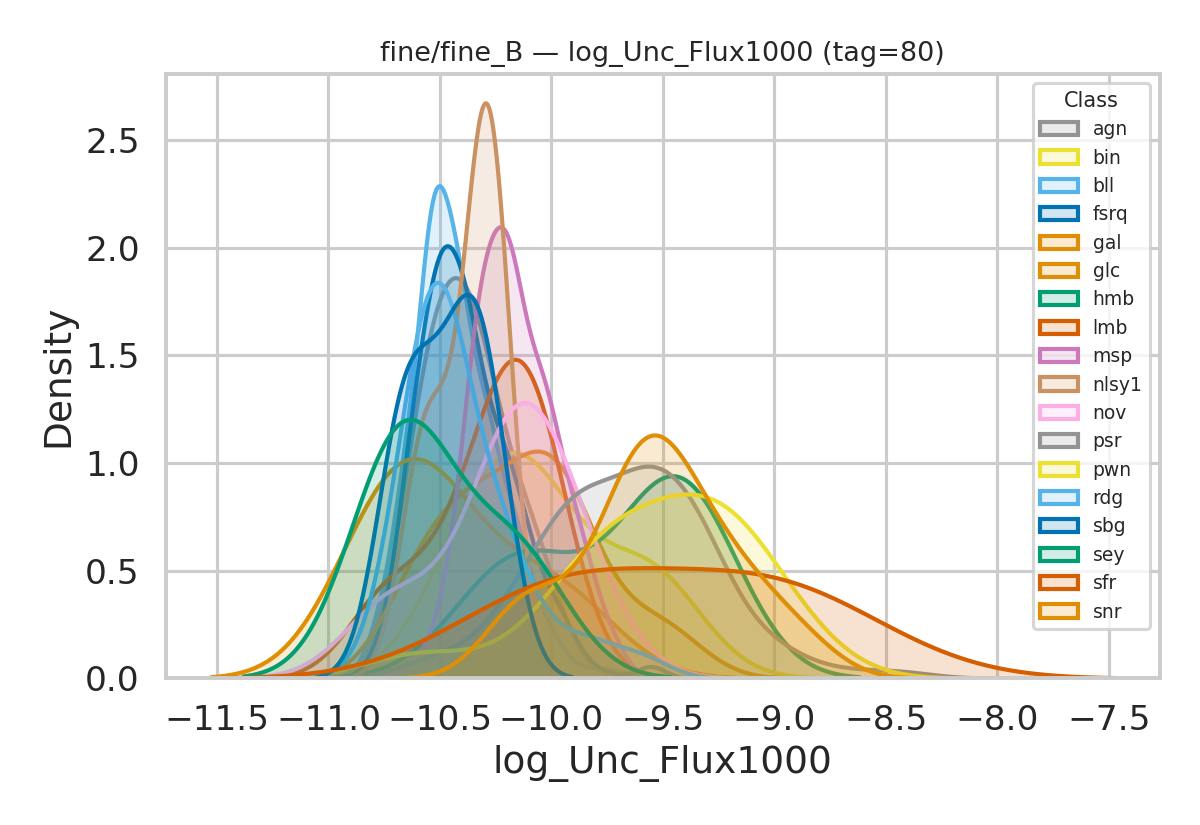 fine/fine_B — log_Unc_Flux1000 (tag=80)
Class
agn
bin
bll
fsrq
gal
glc
hmb
lmb
msp
nlsy1
nov
psr
pwn
rdg
sbg
sey
sfr
snr
Density
2.5
2.0
1.5
1.0
0.5
0.0
−11.5 −11.0 −10.5 −10.0 −9.5 −9.0 −8.5 −8.0 −7.5
log_Unc_Flux1000